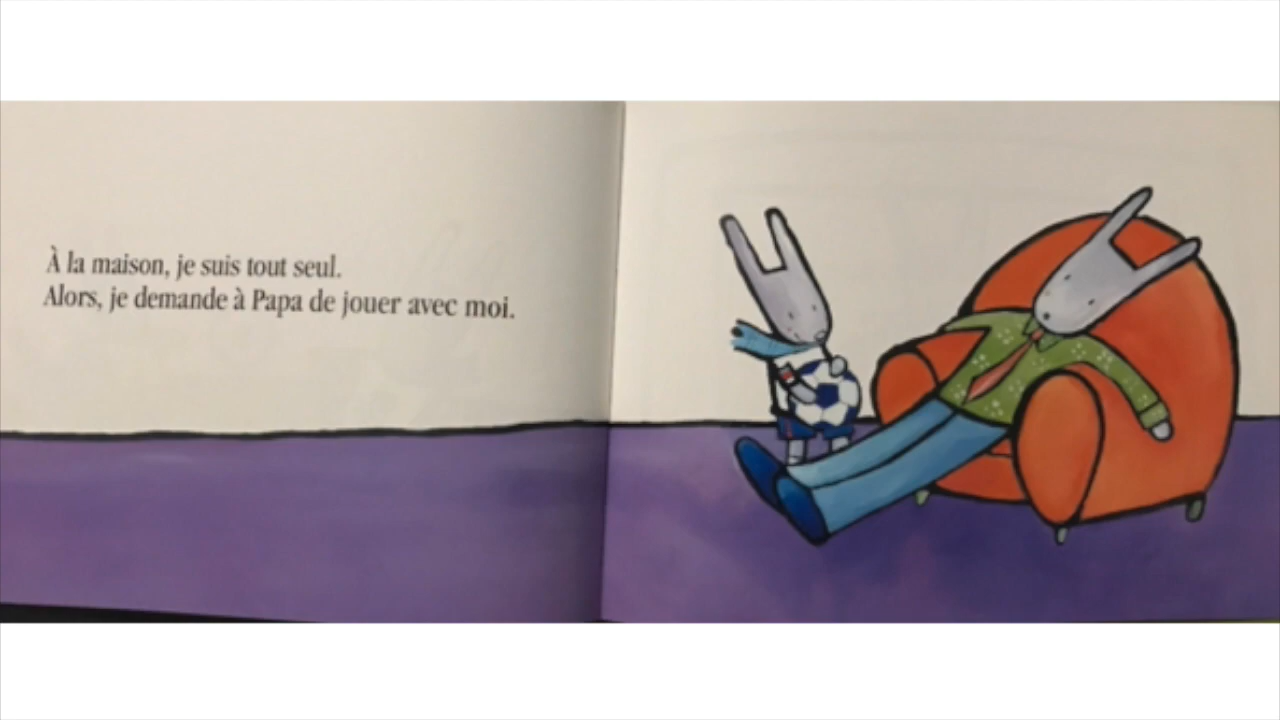 À la maison, je suis tout seul.
Alors, je demande à Papa de jouer avec moi.